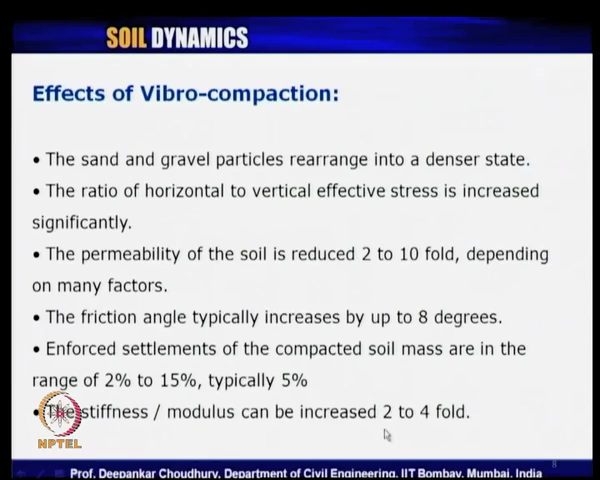 SOIL DYNAMICS
Effects of Vibro-compaction:
• The sand and gravel particles rearrange into a denser state.
• The ratio of horizontal to vertical effective stress is increased
significantly.
• The permeability of the soil is reduced 2 to 10 fold, depending
on many factors.
• The friction angle typically increases by up to 8 degrees.
• Enforced settlements of the compacted soil mass are in the
range of 2% to 15%, typically 5%
• The stiffness / modulus can be increased 2 to 4 fold.
NPTEL
8
Prof. Deepankar Choudhury, Department of Civil Engineering, IIT Bombay, Mumbai, India